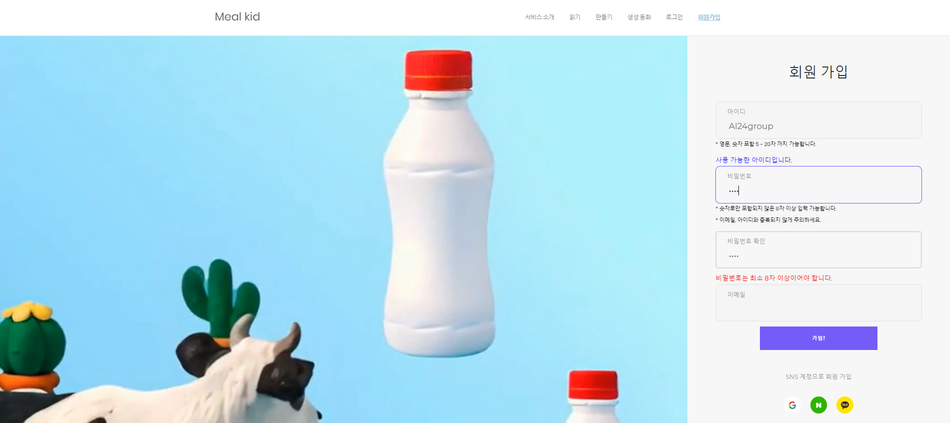 Meal kid
서비스 소개 읽기 만들기 생성 동화 로그인 회원가입
회원 가입
아이디
AI24group
* 영문, 숫자 포함 5 ~ 20자 까지 가능합니다.
사용 가능한 아이디입니다.
비밀번호
* 숫자로만 포함되지 않은 8자 이상 입력 가능합니다.
* 이메일, 아이디와 중복되지 않게 주의하세요.
비밀번호 확인
비밀번호는 최소 8자 이상이어야 합니다.
이메일
가입!
SNS 계정으로 회원 가입
G N TALK